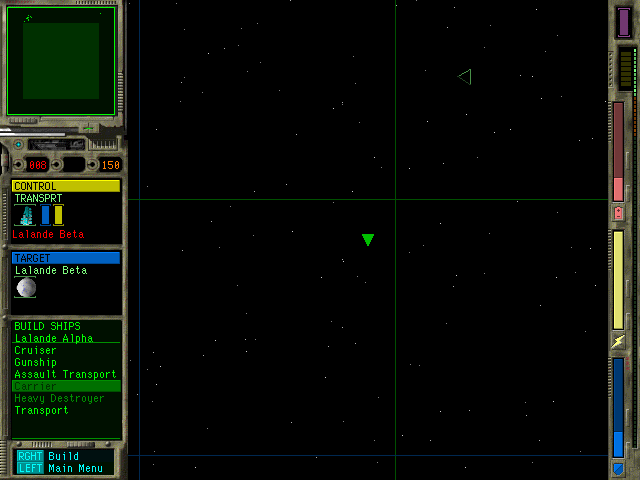 003 150
CONTROL
TRANSPRT
Lalande Beta
TARGET
Lalande Beta
BUILD SHIPS
Lalande Alpha
Cruiser
Gunship
Assault Transport
Carrier
Heavy Destroyer
Transport
RGHT Build
LEFT Main Menu